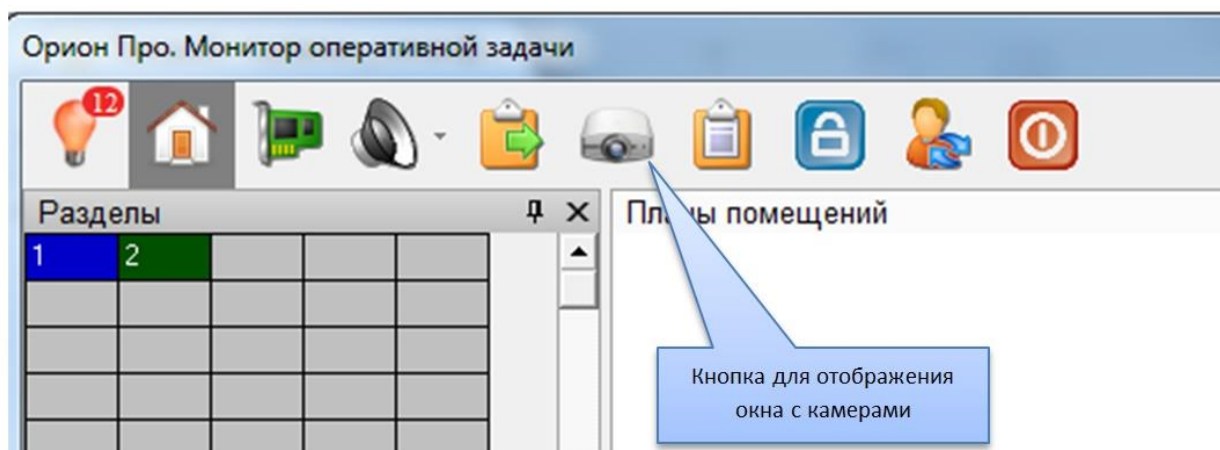 Орион Про. Монитор оперативной задачи
12
Разделы
Планы помещений
1 2
Кнопка для отображения
окна с камерами